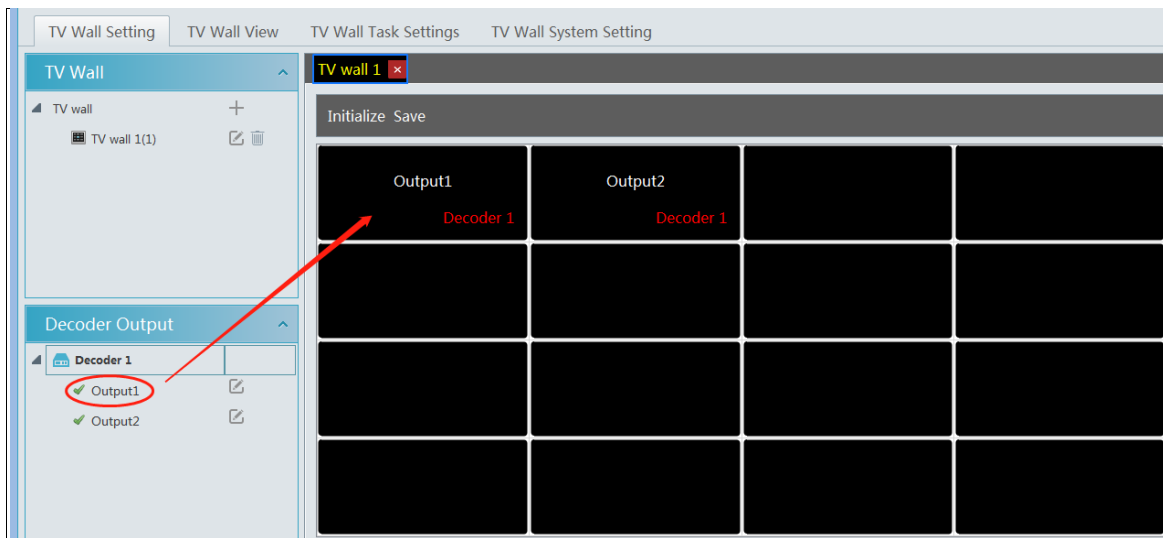 TV Wall Setting TV Wall View TV Wall Task Settings TV Wall System Setting
TV Wall
TV wall
TV wall 1(1)
Decoder Output
Decoder 1
Output1
Output2
TV wall 1
Initialize Save
Output1 Output2
Decoder 1 Decoder 1